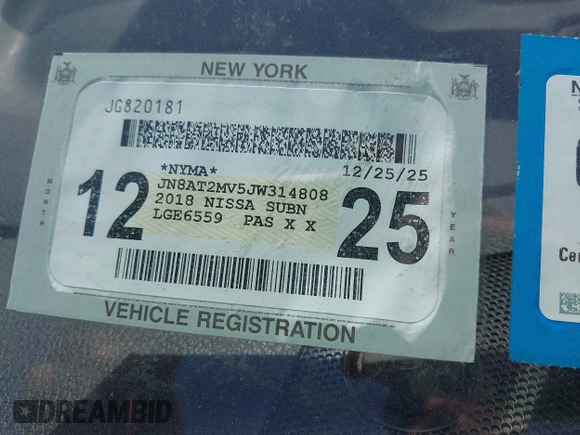 NEW YORK
JG820181
*NYMA*
12/25/25
JN8AT2MV5JW314808
2018 NISSA SUBN
LGE6559 PAS X X
MONTH
12
25
YEAR
VEHICLE REGISTRATION
N
Cer
DREAMBID